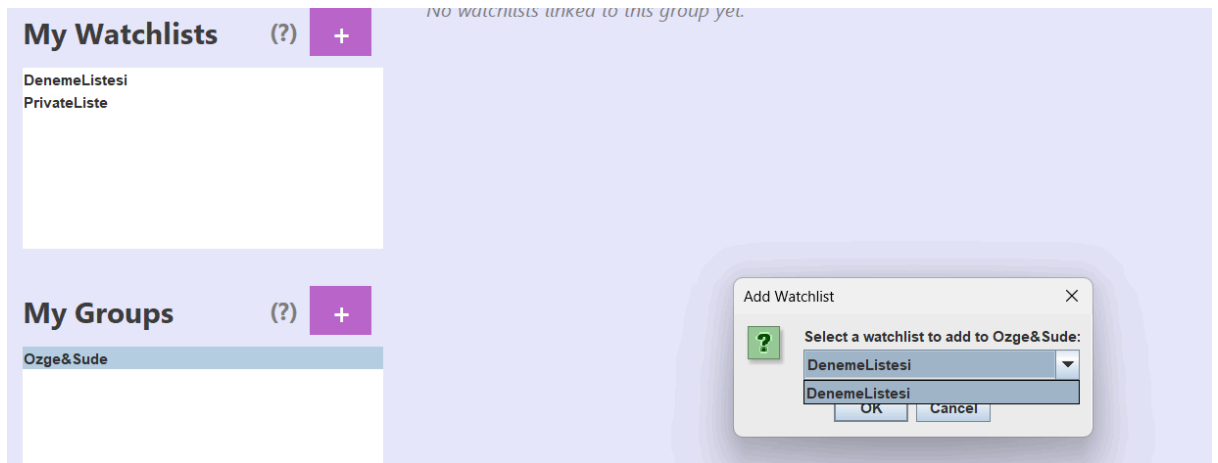 No watchlists linked to this group yet.
My Watchlists (?) +
DenemeListesi
PrivateListe
My Groups (?) +
Ozge&Sude
Add Watchlist
? Select a watchlist to add to Ozge&Sude:
DenemeListesi
DenemeListesi
OK Cancel